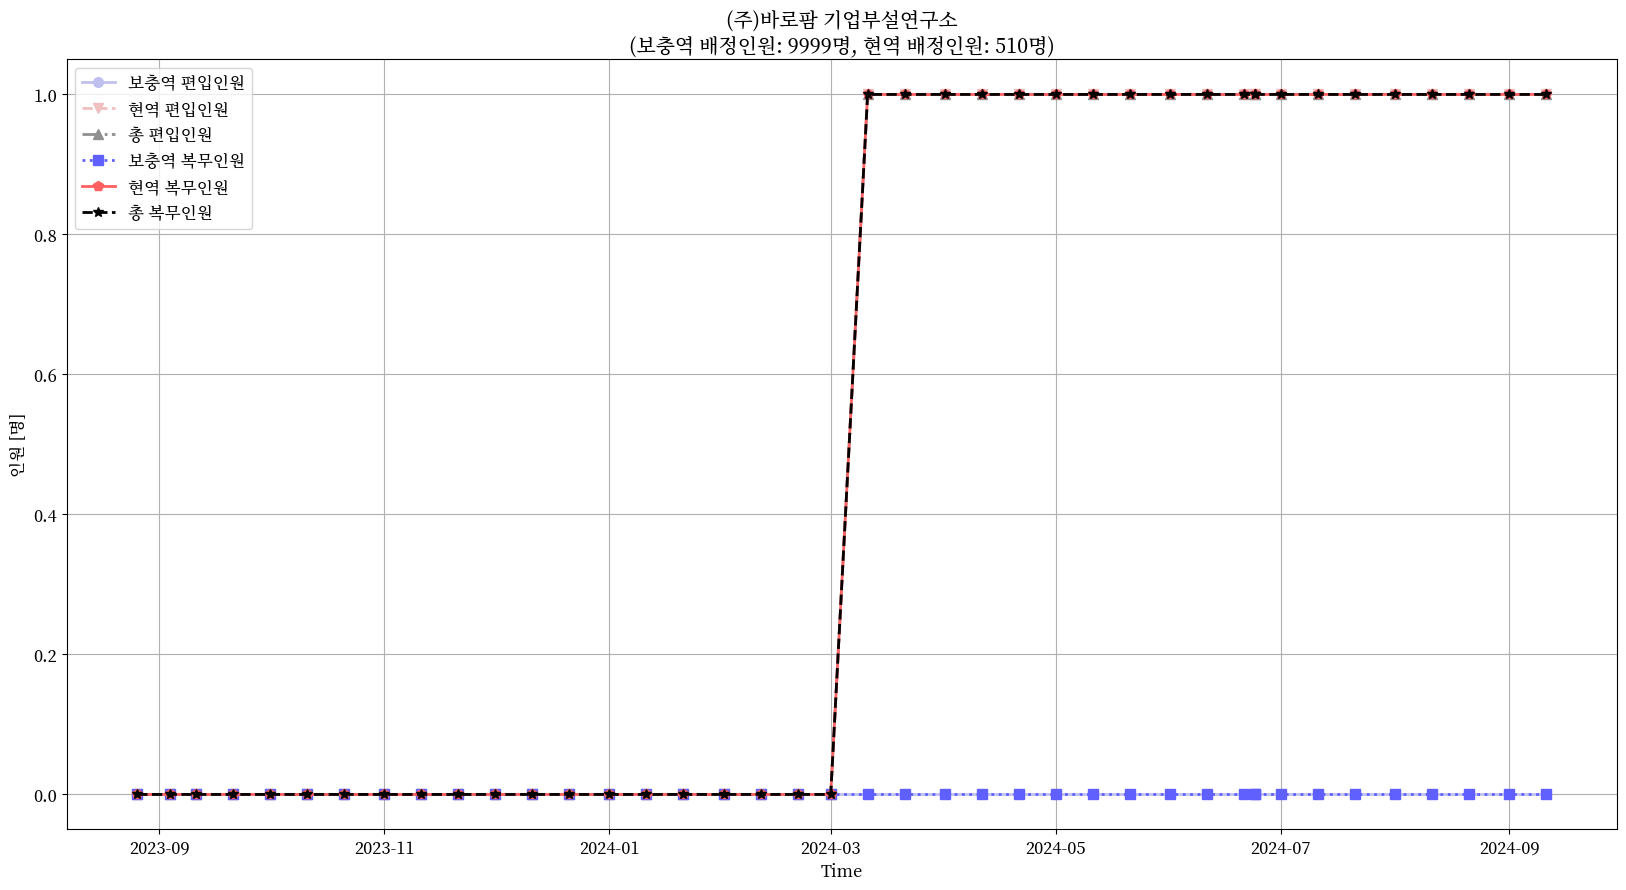 (주)바로팜 기업부설연구소
(보충역 배정인원: 9999명, 현역 배정인원: 510명)
보충역 편입인원
현역 편입인원
총 편입인원
보충역 복무인원
현역 복무인원
총 복무인원
1.0
0.8
0.6
0.4
0.2
0.0
인원 [명]
2023-09
2023-11
2024-01
2024-03
2024-05
2024-07
2024-09
Time